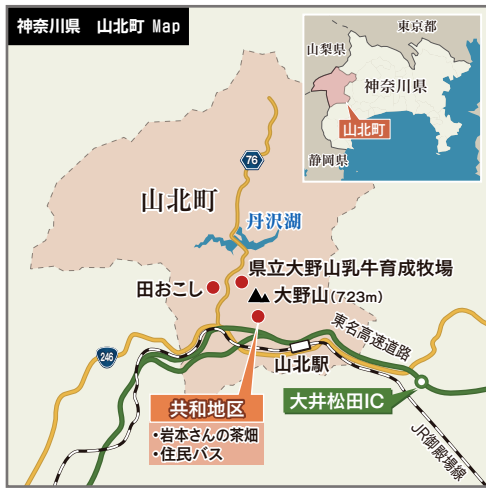 神奈川県 山北町 Map
東京都
山梨県
神奈川県
山北町
静岡県
76
山北町
丹沢湖
県立大野山乳牛育成牧場
田おこし
大野山(723m)
東名高速道路
246
山北駅
共和地区
・岩本さんの茶畑
・住民バス
大井松田IC
JR御殿場線